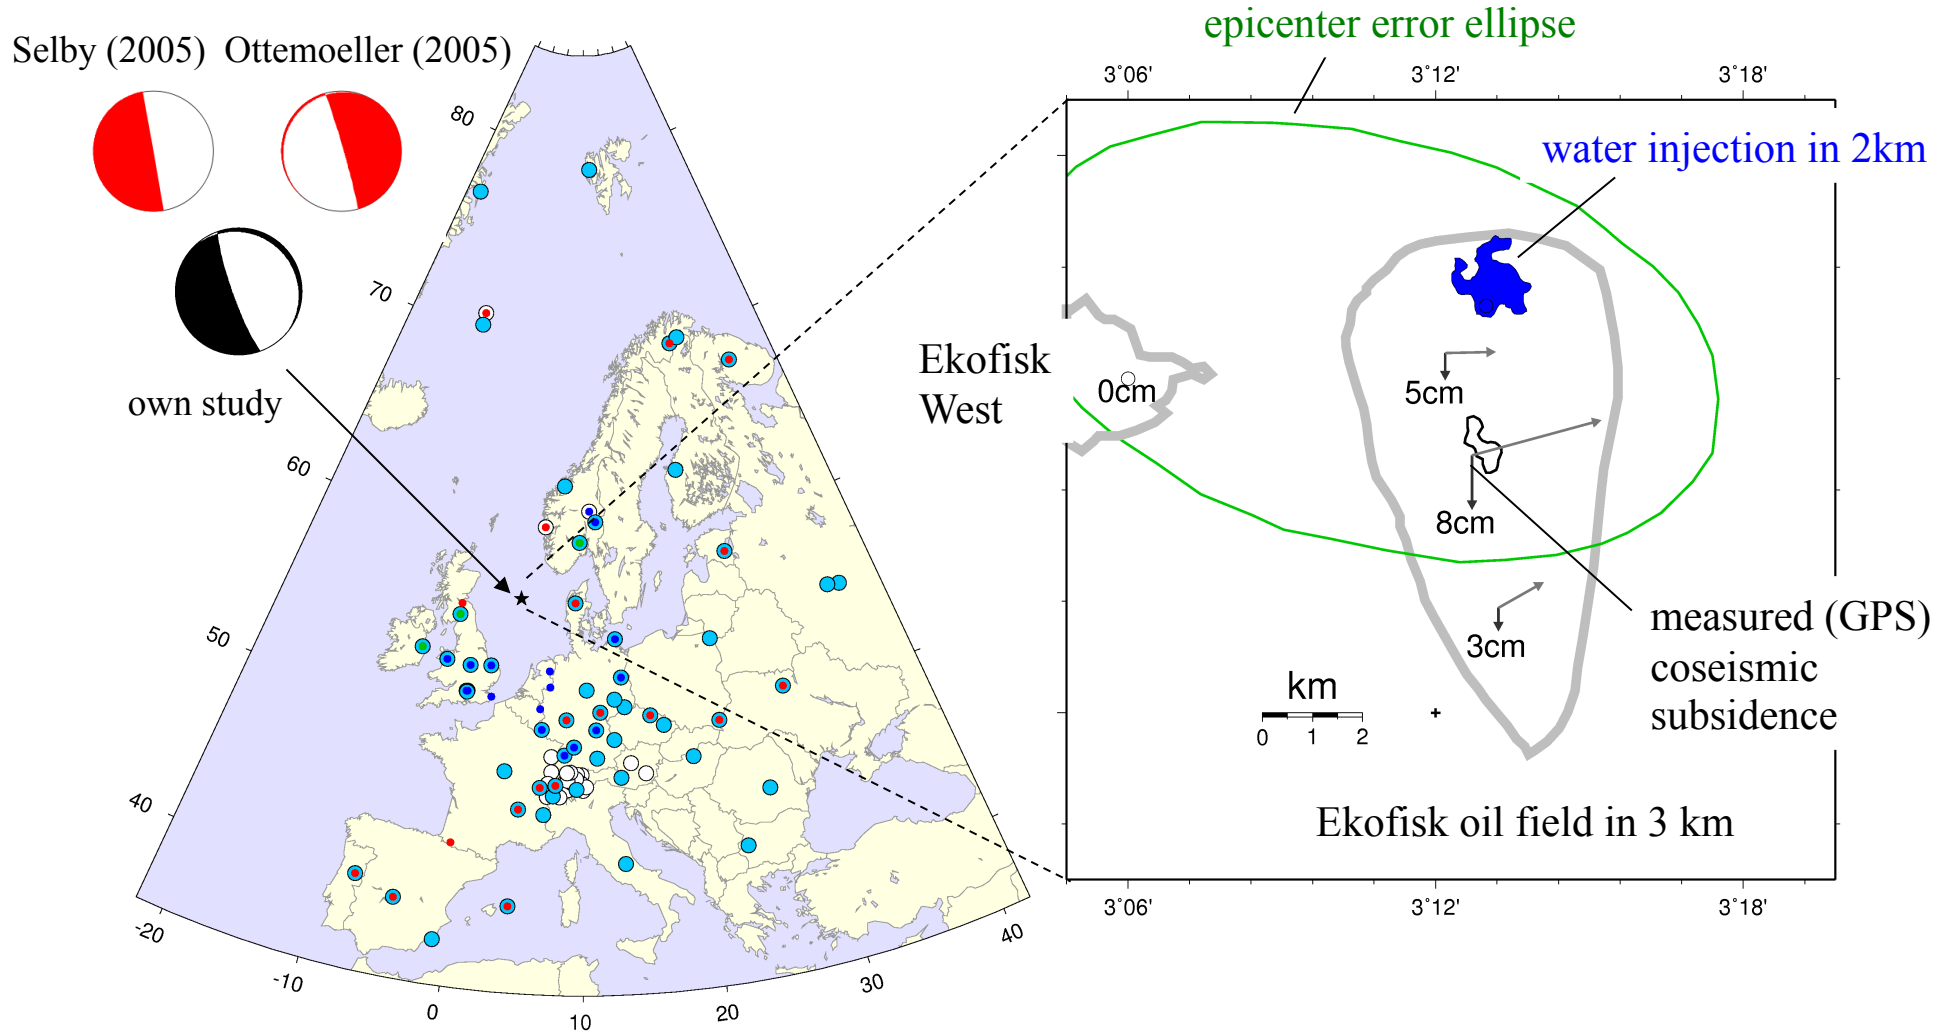 Selby (2005) Ottemoeller (2005)
own study
80
70
60
50
40
-20
-10
0
10
20
30
40
epicenter error ellipse
3°06'
3°12'
3°18'
water injection in 2km
Ekofisk
West
0cm
5cm
8cm
3cm
measured (GPS)
coseismic
subsidence
km
0 1 2
Ekofisk oil field in 3 km
3°06'
3°12'
3°18'